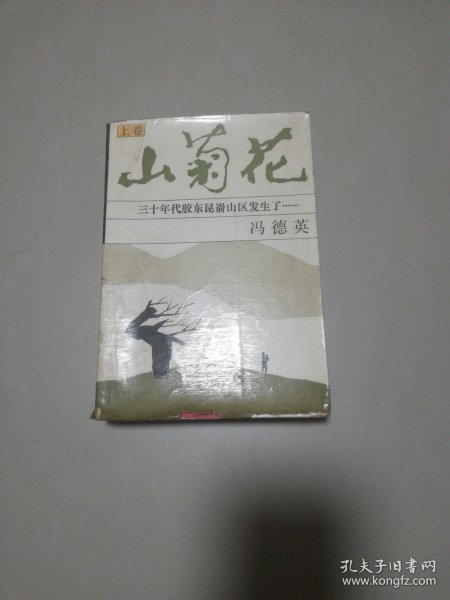 上卷
山菊花
三十年代胶东昆嵛山区发生了……
冯德英
孔夫子旧书网
www.kongfz.com